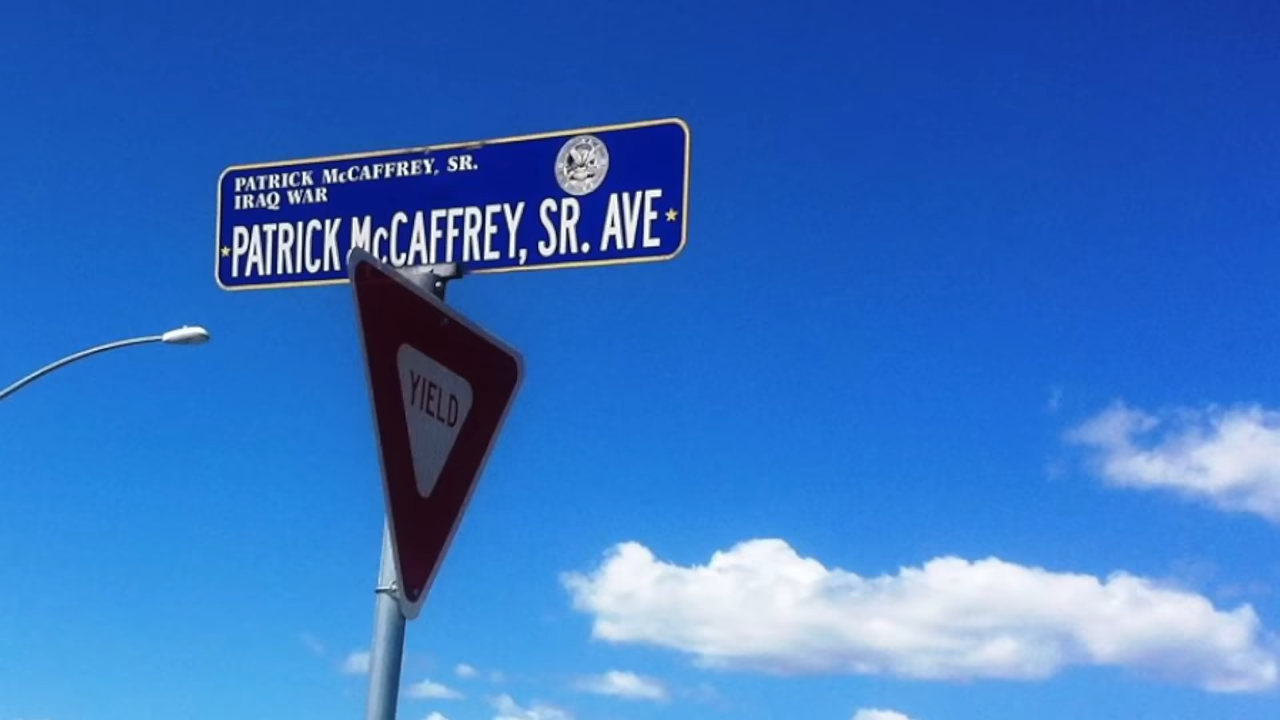 PATRICK McCAFFREY, SR.
IRAQ WAR
PATRICK McCAFFREY, SR. AVE
YIELD